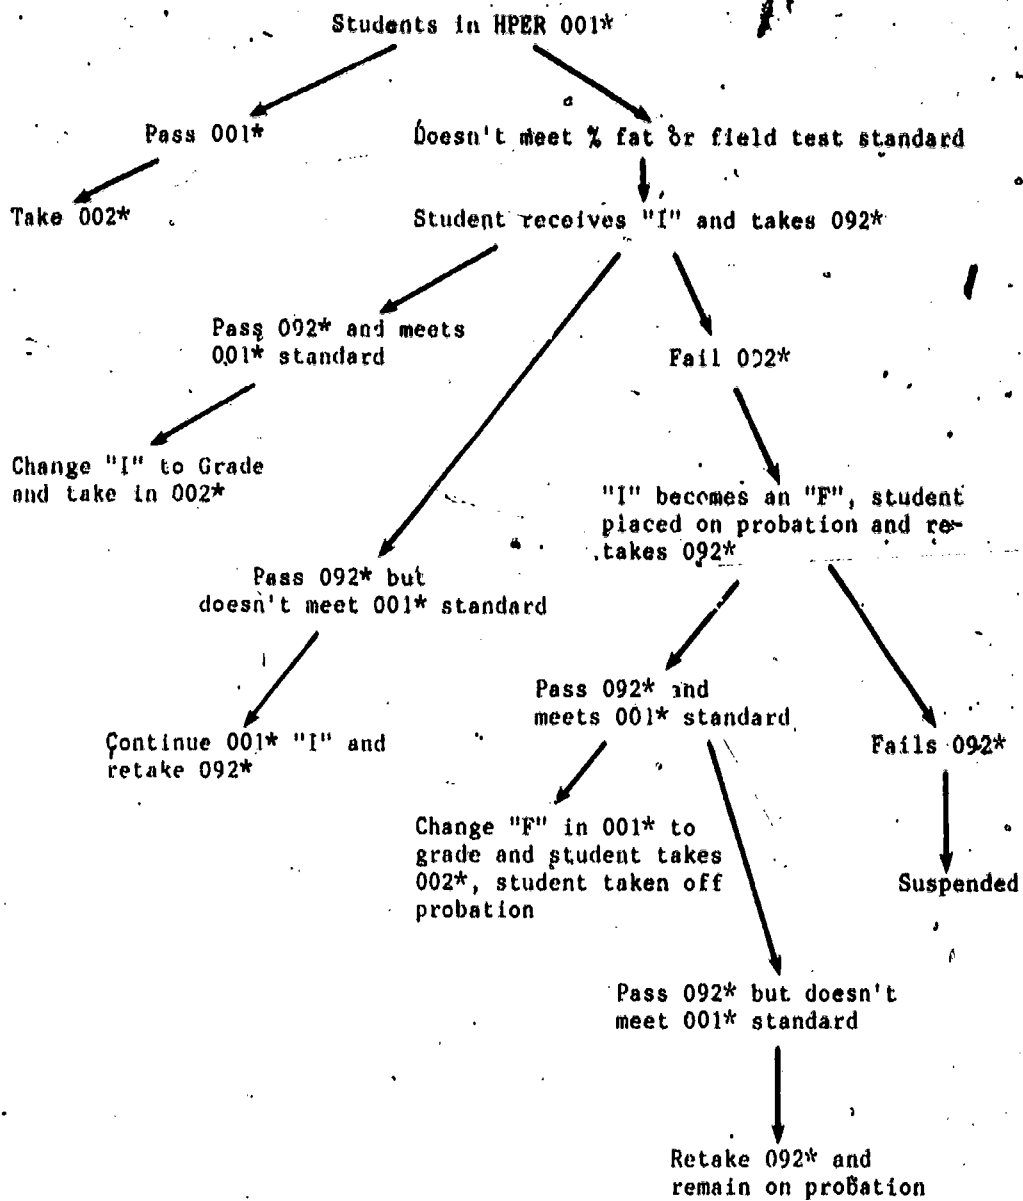 Students in HPER 001*
Pass 001*
Doesn't meet % fat or field test standard
Take 002*
Student receives "I" and takes 092*
Pass 092* and meets
001* standard
Fail 092*
Change "I" to Grade
and take in 002*
"I" becomes an "F", student
placed on probation and re-
takes 092*
Pass 092* but
doesn't meet 001* standard
Pass 092* and
meets 001* standard
Continue 001* "I" and
retake 092*
Fails 092*
Change "F" in 001* to
grade and student takes
002*, student taken off
probation
Suspended
Pass 092* but doesn't
meet 001* standard
Retake 092* and
remain on probation